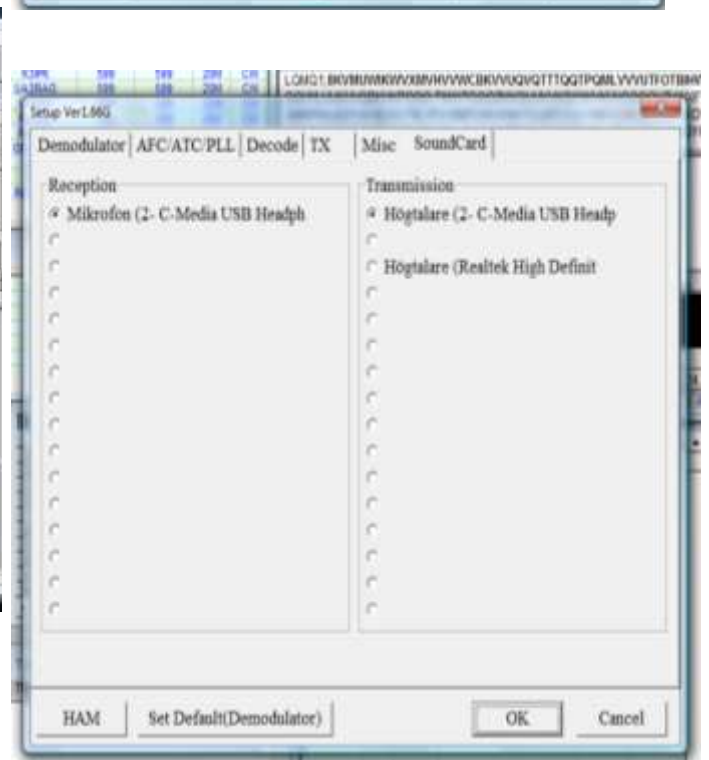 Setup Ver1.66G
Demodulator AFC/ATC/PLL Decode TX Misc SoundCard
Reception
Mikrofon (2- C-Media USB Headph
Transmission
Högtalare (2- C-Media USB Headp
Högtalare (Realtek High Definit
HAM Set Default(Demodulator) OK Cancel